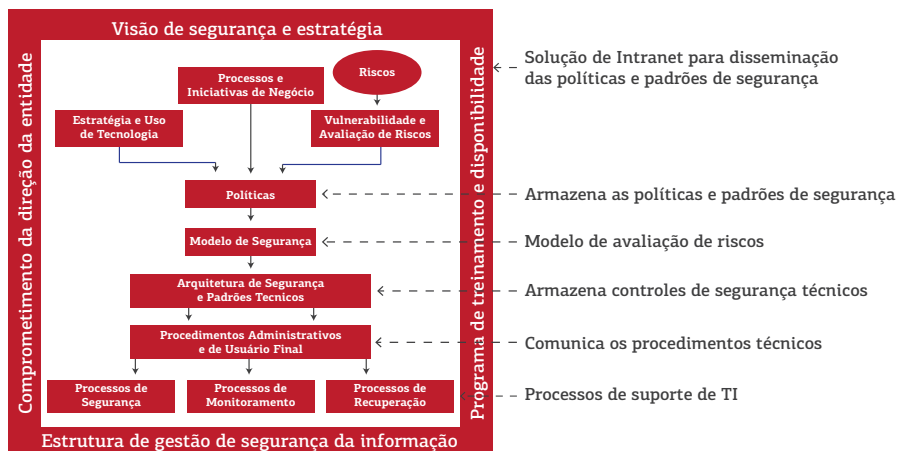 Visão de segurança e estratégia
Comprometimento da direção da entidade
Programa de treinamento e disponibilidade
Riscos
Processos e
Iniciativas de Negócio
Estratégia e Uso
de Tecnologia
Vulnerabilidade e
Avaliação de Riscos
Políticas
Modelo de Segurança
Arquitetura de Segurança
e Padrões Tecnicos
Procedimentos Administrativos
e de Usuário Final
Processos de
Segurança
Processos de
Monitoramento
Processos de
Recuperação
Estrutura de gestão de segurança da informação
Solução de Intranet para disseminação
das políticas e padrões de segurança
Armazena as políticas e padrões de segurança
Modelo de avaliação de riscos
Armazena controles de segurança técnicos
Comunica os procedimentos técnicos
Processos de suporte de TI